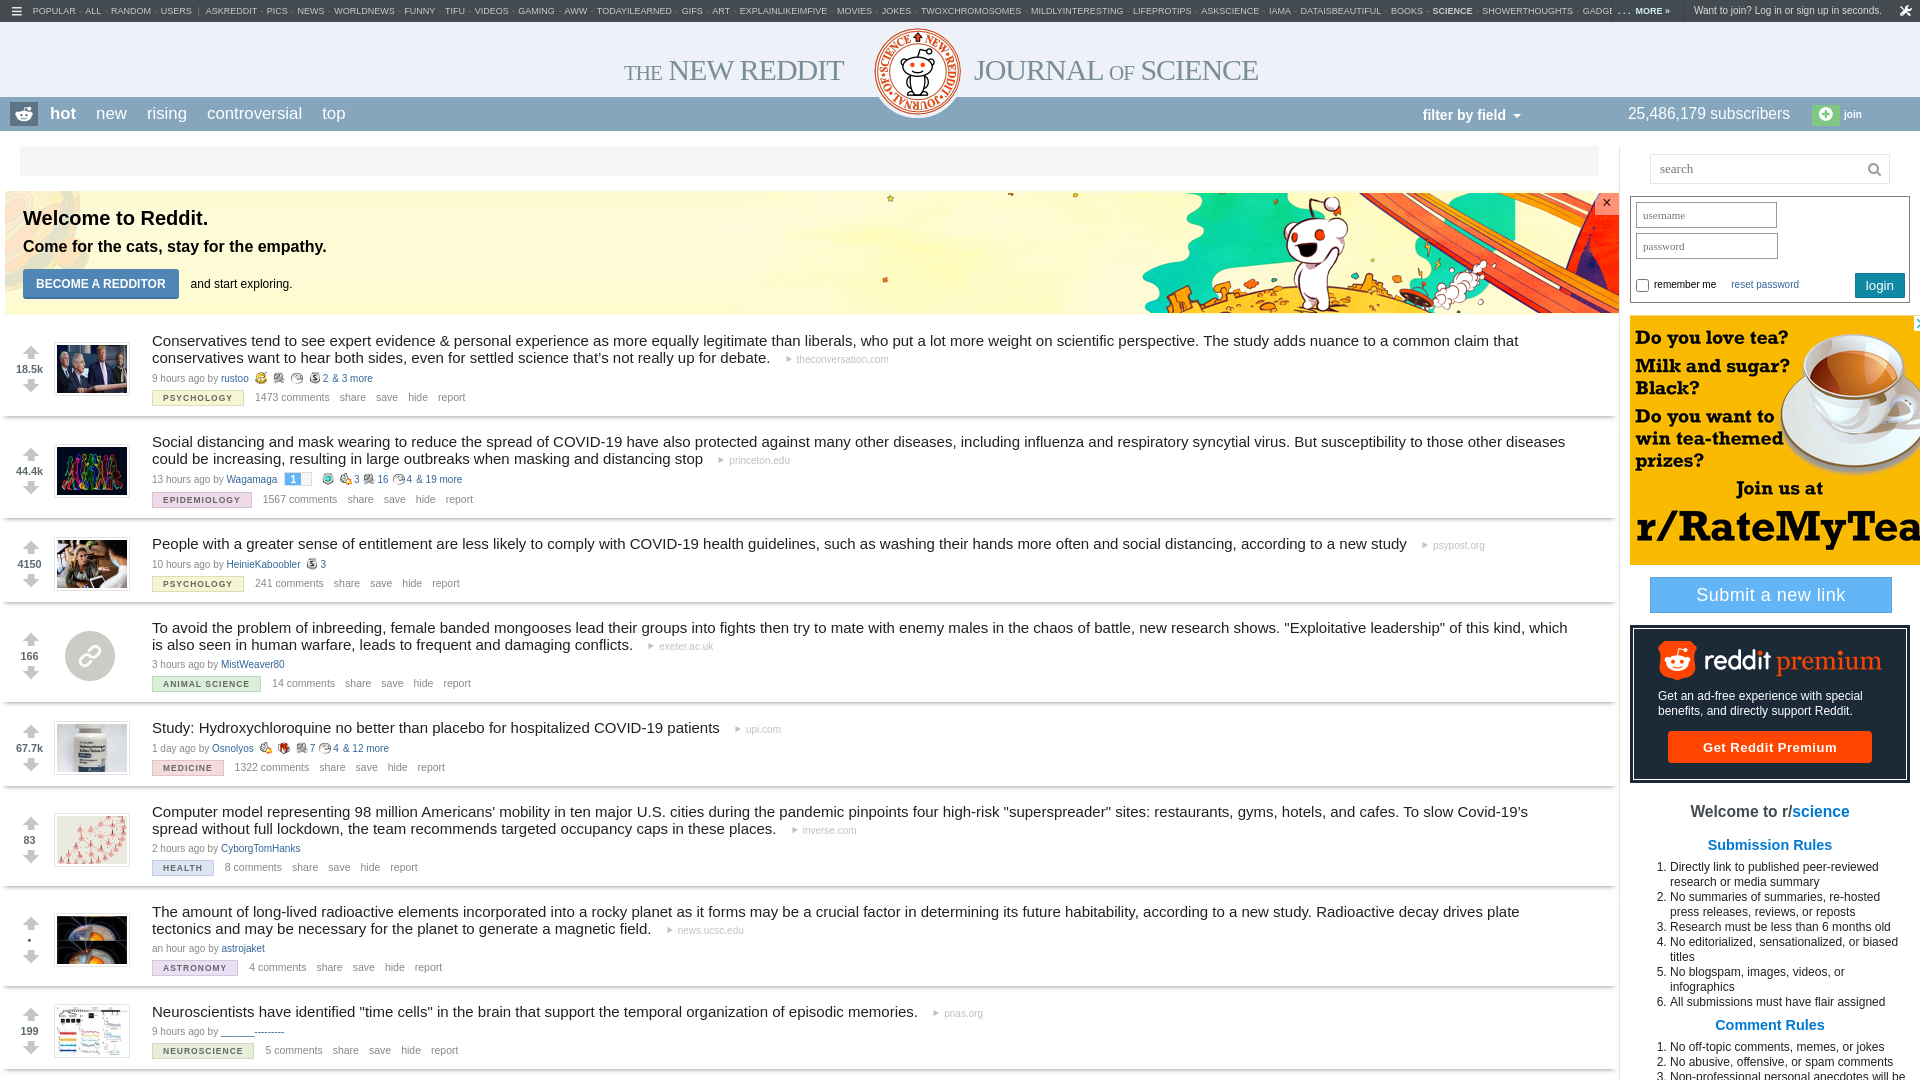 POPULAR - ALL - RANDOM - USERS | ASKREDDIT - PICS - NEWS - WORLDNEWS - FUNNY - TIFU - VIDEOS - GAMING - AWW - TODAYILEARNED - GIFS - ART - EXPLAINLIKEIMFIVE - MOVIES - JOKES - TWOXCHROMOSOMES - MILDLYINTERESTING - LIFEPROTIPS - ASKSCIENCE - IAMA - DATAISBEAUTIFUL - BOOKS - SCIENCE - SHOWERTHOUGHTS - GADGE ... MORE » Want to join? Log in or sign up in seconds.
THE NEW REDDIT JOURNAL OF SCIENCE
NEW·REDDIT·JOURNAL·OF·SCIENCE
hot new rising controversial top filter by field 25,486,179 subscribers join
search
Welcome to Reddit.
Come for the cats, stay for the empathy.
BECOME A REDDITOR and start exploring.
×
username
password
remember me reset password login
18.5k
Conservatives tend to see expert evidence & personal experience as more equally legitimate than liberals, who put a lot more weight on scientific perspective. The study adds nuance to a common claim that
conservatives want to hear both sides, even for settled science that's not really up for debate. theconversation.com
9 hours ago by rustoo 2 & 3 more
PSYCHOLOGY 1473 comments share save hide report
44.4k
Social distancing and mask wearing to reduce the spread of COVID-19 have also protected against many other diseases, including influenza and respiratory syncytial virus. But susceptibility to those other diseases
could be increasing, resulting in large outbreaks when masking and distancing stop princeton.edu
13 hours ago by Wagamaga 1 3 16 4 & 19 more
EPIDEMIOLOGY 1567 comments share save hide report
4150
People with a greater sense of entitlement are less likely to comply with COVID-19 health guidelines, such as washing their hands more often and social distancing, according to a new study psypost.org
10 hours ago by HeinieKaboobler 3
PSYCHOLOGY 241 comments share save hide report
166
To avoid the problem of inbreeding, female banded mongooses lead their groups into fights then try to mate with enemy males in the chaos of battle, new research shows. "Exploitative leadership" of this kind, which
is also seen in human warfare, leads to frequent and damaging conflicts. exeter.ac.uk
3 hours ago by MistWeaver80
ANIMAL SCIENCE 14 comments share save hide report
67.7k
Study: Hydroxychloroquine no better than placebo for hospitalized COVID-19 patients upi.com
1 day ago by Osnolyos 7 4 & 12 more
MEDICINE 1322 comments share save hide report
83
Computer model representing 98 million Americans' mobility in ten major U.S. cities during the pandemic pinpoints four high-risk "superspreader" sites: restaurants, gyms, hotels, and cafes. To slow Covid-19's
spread without full lockdown, the team recommends targeted occupancy caps in these places. inverse.com
2 hours ago by CyborgTomHanks
HEALTH 8 comments share save hide report
•
The amount of long-lived radioactive elements incorporated into a rocky planet as it forms may be a crucial factor in determining its future habitability, according to a new study. Radioactive decay drives plate
tectonics and may be necessary for the planet to generate a magnetic field. news.ucsc.edu
an hour ago by astrojaket
ASTRONOMY 4 comments share save hide report
199
Neuroscientists have identified "time cells" in the brain that support the temporal organization of episodic memories. pnas.org
9 hours ago by ______---------
NEUROSCIENCE 5 comments share save hide report
Do you love tea?
Milk and sugar?
Black?
Do you want to
win tea-themed
prizes?
Join us at
r/RateMyTea
Submit a new link
reddit premium
Get an ad-free experience with special
benefits, and directly support Reddit.
Get Reddit Premium
Welcome to r/science
Submission Rules
1. Directly link to published peer-reviewed
research or media summary
2. No summaries of summaries, re-hosted
press releases, reviews, or reposts
3. Research must be less than 6 months old
4. No editorialized, sensationalized, or biased
titles
5. No blogspam, images, videos, or
infographics
6. All submissions must have flair assigned
Comment Rules
1. No off-topic comments, memes, or jokes
2. No abusive, offensive, or spam comments
3. Non-professional personal anecdotes will be